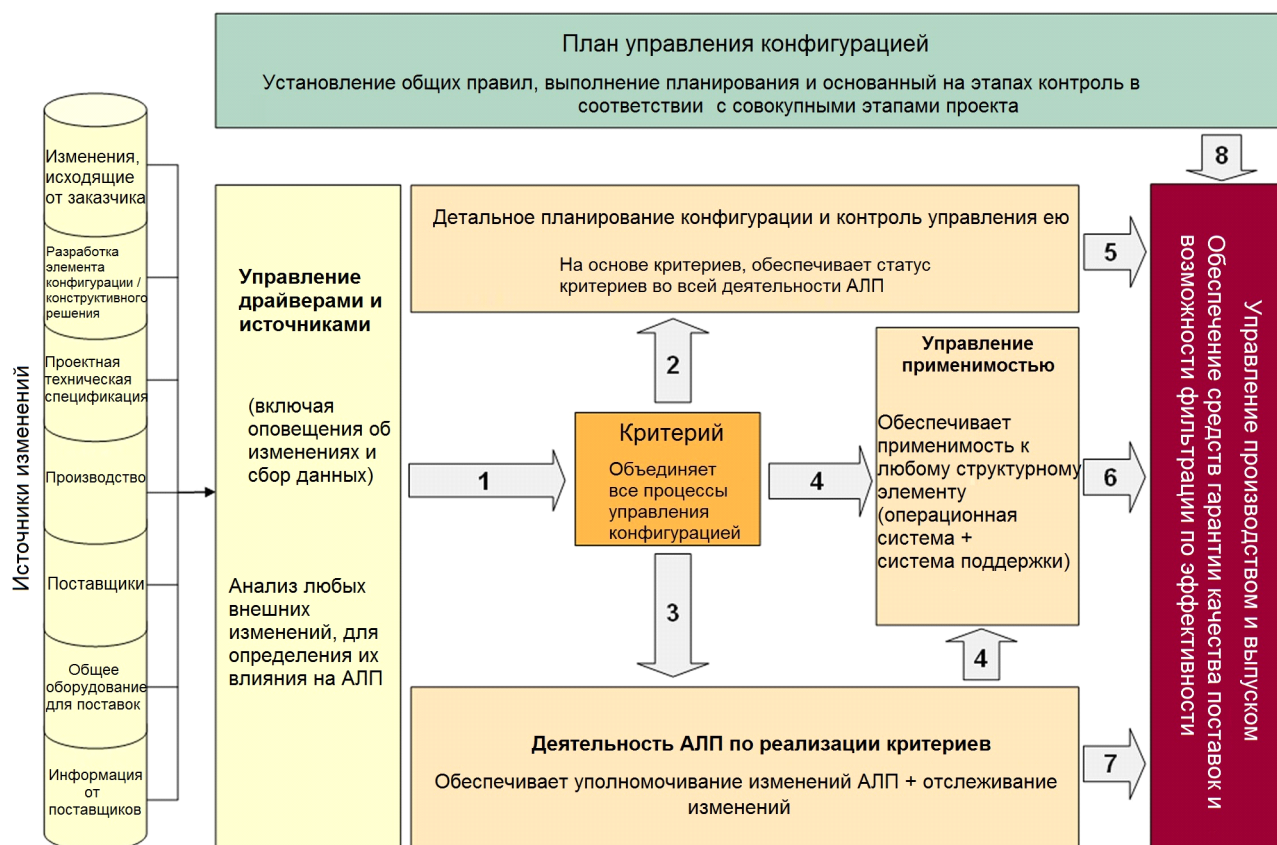 План управления конфигурацией
Установление общих правил, выполнение планирования и основанный на этапах контроль в
соответствии с совокупными этапами проекта
8
Источники изменений
Изменения,
исходящие
от заказчика
Разработка
элемента
конфигурации /
конструктивного
решения
Проектная
техническая
спецификация
Производство
Поставщики
Общее
оборудование
для поставок
Информация
от
поставщиков
Управление
драйверами и
источниками
(включая
оповещения об
изменениях и
сбор данных)
Анализ любых
внешних
изменений, для
определения их
влияния на АЛП
1
Детальное планирование конфигурации и контроль управления ею
На основе критериев, обеспечивает статус
критериев во всей деятельности АЛП
5
2
Критерий
Объединяет
все процессы
управления
конфигурацией
4
Управление
применимостью
Обеспечивает
применимость к
любому структурному
элементу
(операционная
система +
система поддержки)
6
3
4
Деятельность АЛП по реализации критериев
Обеспечивает уполномочивание изменений АЛП + отслеживание
изменений
7
Управление производством и выпуском
Обеспечение средств гарантии качества поставок и
возможности фильтрации по эффективности